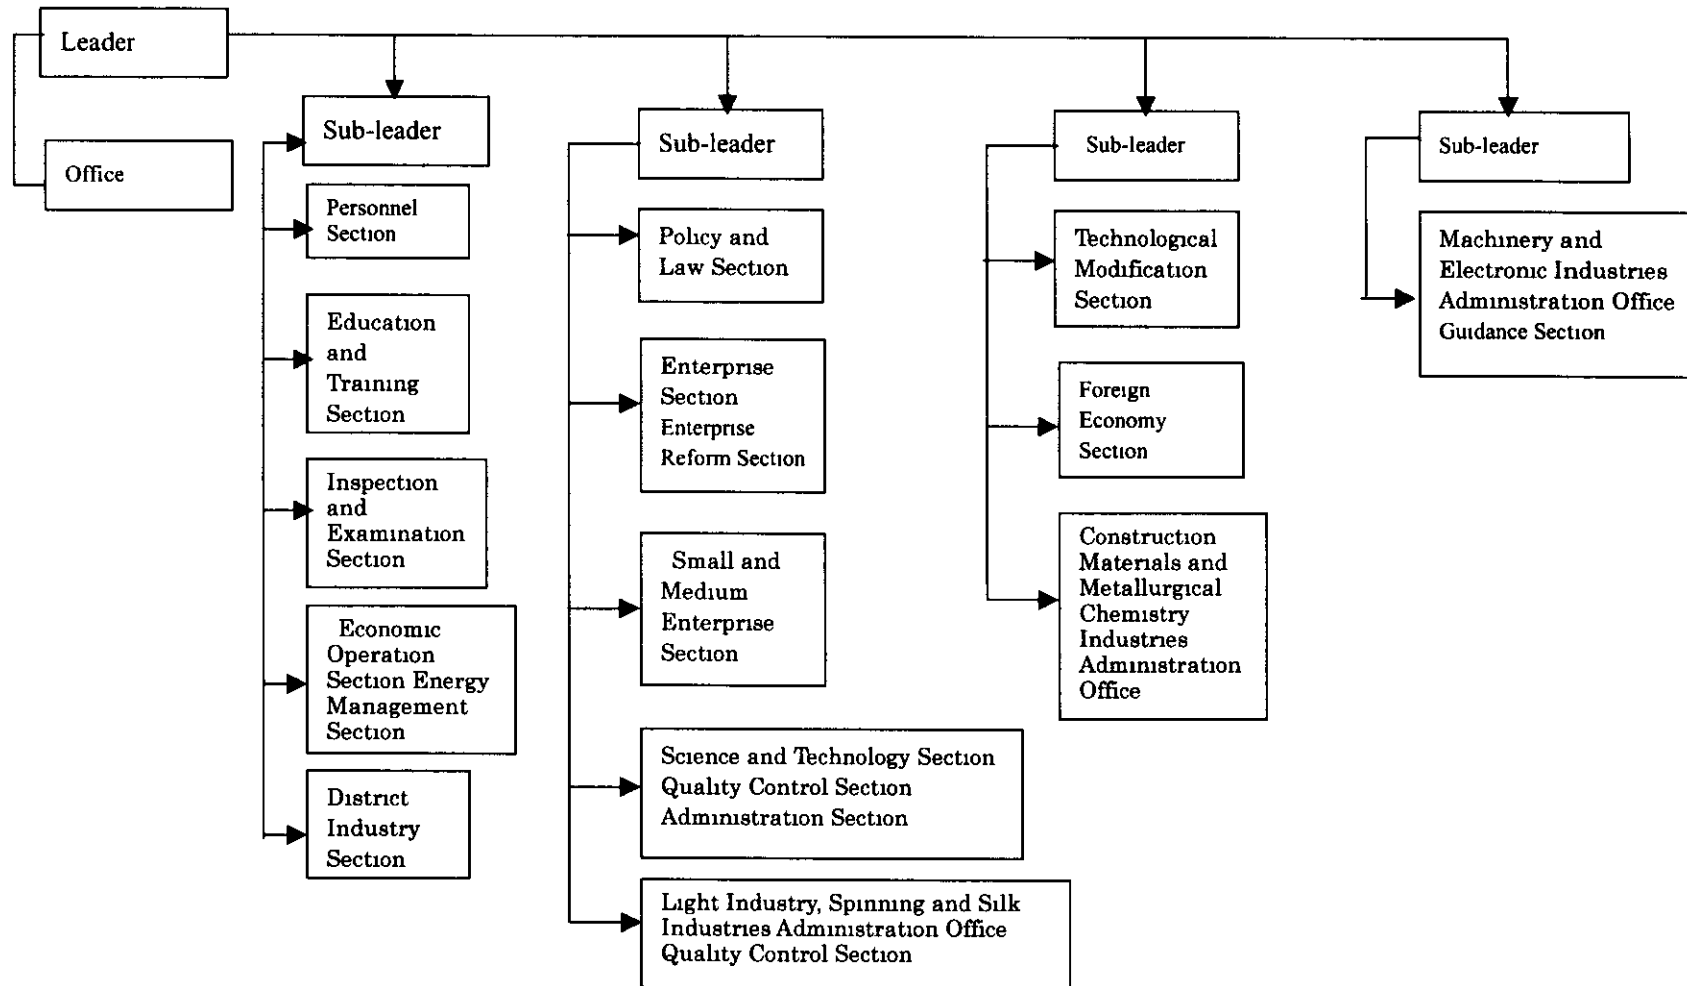 Leader
Office
Sub-leader
Personnel
Section
Education
and
Training
Section
Inspection
and
Examination
Section
Economic
Operation
Section Energy
Management
Section
District
Industry
Section
Sub-leader
Policy and
Law Section
Enterprise
Section
Enterprise
Reform Section
Small and
Medium
Enterprise
Section
Science and Technology Section
Quality Control Section
Administration Section
Light Industry, Spinning and Silk
Industries Administration Office
Quality Control Section
Sub-leader
Technological
Modification
Section
Foreign
Economy
Section
Construction
Materials and
Metallurgical
Chemistry
Industries
Administration
Office
Sub-leader
Machinery and
Electronic Industries
Administration Office
Guidance Section